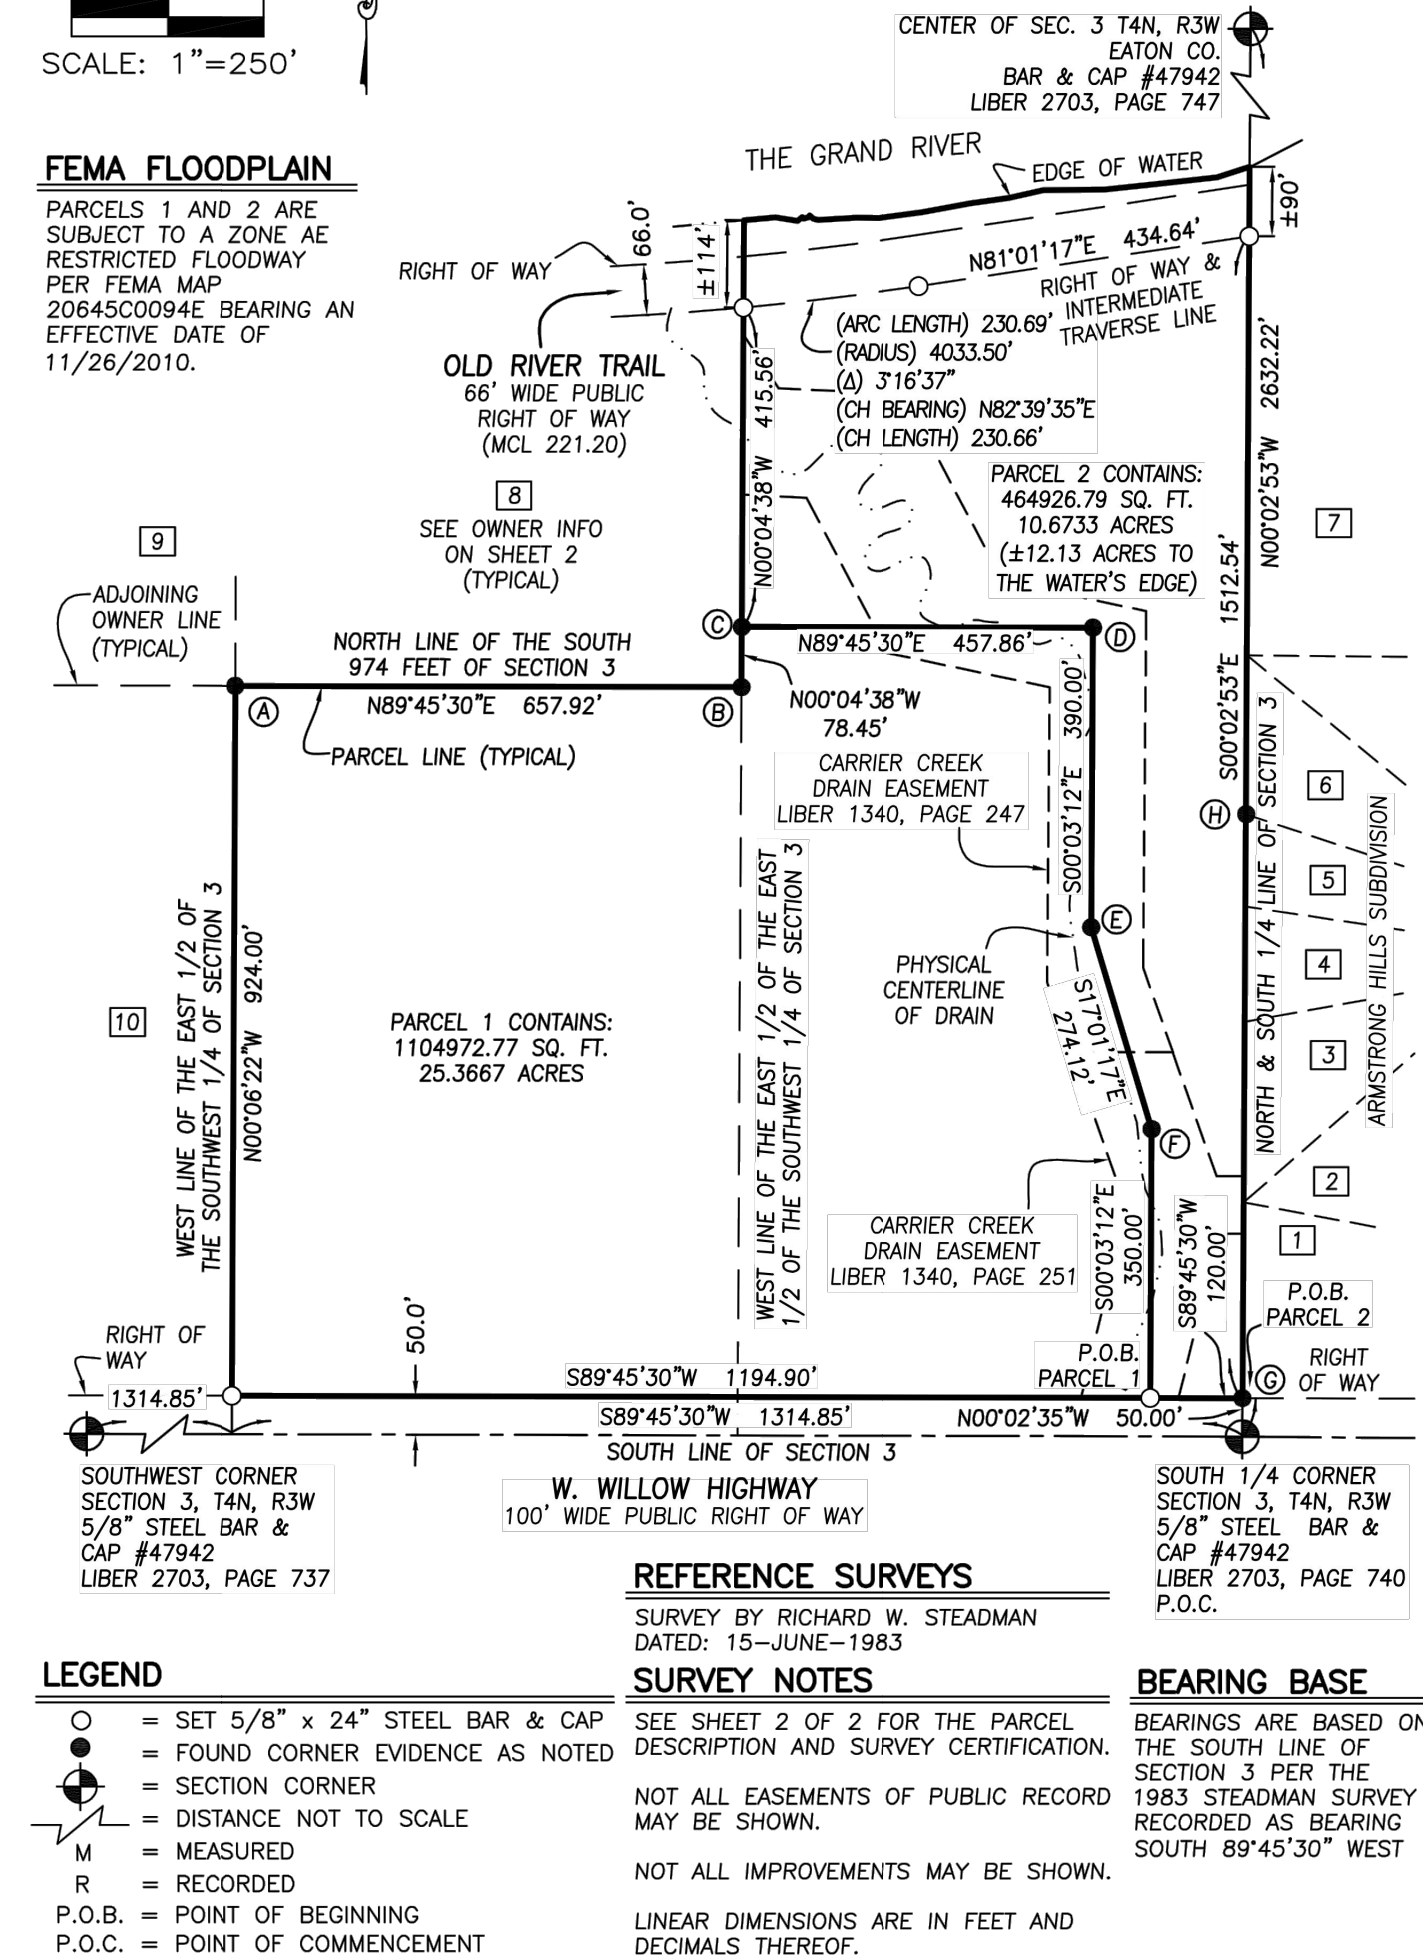 SCALE: 1"=250'
CENTER OF SEC. 3 T4N, R3W
EATON CO.
BAR & CAP #47942
LIBER 2703, PAGE 747
FEMA FLOODPLAIN
PARCELS 1 AND 2 ARE
SUBJECT TO A ZONE AE
RESTRICTED FLOODWAY
PER FEMA MAP
20645C0094E BEARING AN
EFFECTIVE DATE OF
11/26/2010.
THE GRAND RIVER
EDGE OF WATER
±90'
66.0'
±114'
RIGHT OF WAY
N81°01'17"E 434.64'
RIGHT OF WAY &
INTERMEDIATE
TRAVERSE LINE
(ARC LENGTH) 230.69'
(RADIUS) 4033.50'
(Δ) 3°16'37"
(CH BEARING) N82°39'35"E
(CH LENGTH) 230.66'
OLD RIVER TRAIL
66' WIDE PUBLIC
RIGHT OF WAY
(MCL 221.20)
N00°04'38"W 415.56'
N00°02'53"W 2632.22'
PARCEL 2 CONTAINS:
464926.79 SQ. FT.
10.6733 ACRES
(±12.13 ACRES TO
THE WATER'S EDGE)
8
SEE OWNER INFO
ON SHEET 2
(TYPICAL)
9
7
ADJOINING
OWNER LINE
(TYPICAL)
S00°02'53"E 1512.54'
C
D
N89°45'30"E 457.86'
NORTH LINE OF THE SOUTH
974 FEET OF SECTION 3
N89°45'30"E 657.92'
A
B
N00°04'38"W
78.45'
PARCEL LINE (TYPICAL)
S00°03'12"E 390.00'
CARRIER CREEK
DRAIN EASEMENT
LIBER 1340, PAGE 247
H
6
5
4
3
2
1
ARMSTRONG HILLS SUBDIVISION
NORTH & SOUTH 1/4 LINE OF SECTION 3
WEST LINE OF THE EAST 1/2 OF
THE SOUTHWEST 1/4 OF SECTION 3
N00°06'22"W 924.00'
WEST LINE OF THE EAST 1/2 OF THE EAST
1/2 OF THE SOUTHWEST 1/4 OF SECTION 3
E
PHYSICAL
CENTERLINE
OF DRAIN
S17°01'17"E
274.12'
10
PARCEL 1 CONTAINS:
1104972.77 SQ. FT.
25.3667 ACRES
F
CARRIER CREEK
DRAIN EASEMENT
LIBER 1340, PAGE 251
S00°03'12"E
350.00'
S89°45'30"W
120.00'
P.O.B.
PARCEL 2
P.O.B.
PARCEL 1
G
RIGHT
OF WAY
RIGHT OF
WAY
50.0'
1314.85'
S89°45'30"W 1194.90'
S89°45'30"W 1314.85'
N00°02'35"W 50.00'
SOUTH LINE OF SECTION 3
W. WILLOW HIGHWAY
100' WIDE PUBLIC RIGHT OF WAY
SOUTHWEST CORNER
SECTION 3, T4N, R3W
5/8" STEEL BAR &
CAP #47942
LIBER 2703, PAGE 737
SOUTH 1/4 CORNER
SECTION 3, T4N, R3W
5/8" STEEL BAR &
CAP #47942
LIBER 2703, PAGE 740
P.O.C.
REFERENCE SURVEYS
SURVEY BY RICHARD W. STEADMAN
DATED: 15-JUNE-1983
LEGEND
= SET 5/8" x 24" STEEL BAR & CAP
= FOUND CORNER EVIDENCE AS NOTED
= SECTION CORNER
= DISTANCE NOT TO SCALE
M = MEASURED
R = RECORDED
P.O.B. = POINT OF BEGINNING
P.O.C. = POINT OF COMMENCEMENT
SURVEY NOTES
SEE SHEET 2 OF 2 FOR THE PARCEL
DESCRIPTION AND SURVEY CERTIFICATION.
NOT ALL EASEMENTS OF PUBLIC RECORD
MAY BE SHOWN.
NOT ALL IMPROVEMENTS MAY BE SHOWN.
LINEAR DIMENSIONS ARE IN FEET AND
DECIMALS THEREOF.
BEARING BASE
BEARINGS ARE BASED ON
THE SOUTH LINE OF
SECTION 3 PER THE
1983 STEADMAN SURVEY
RECORDED AS BEARING
SOUTH 89°45'30" WEST